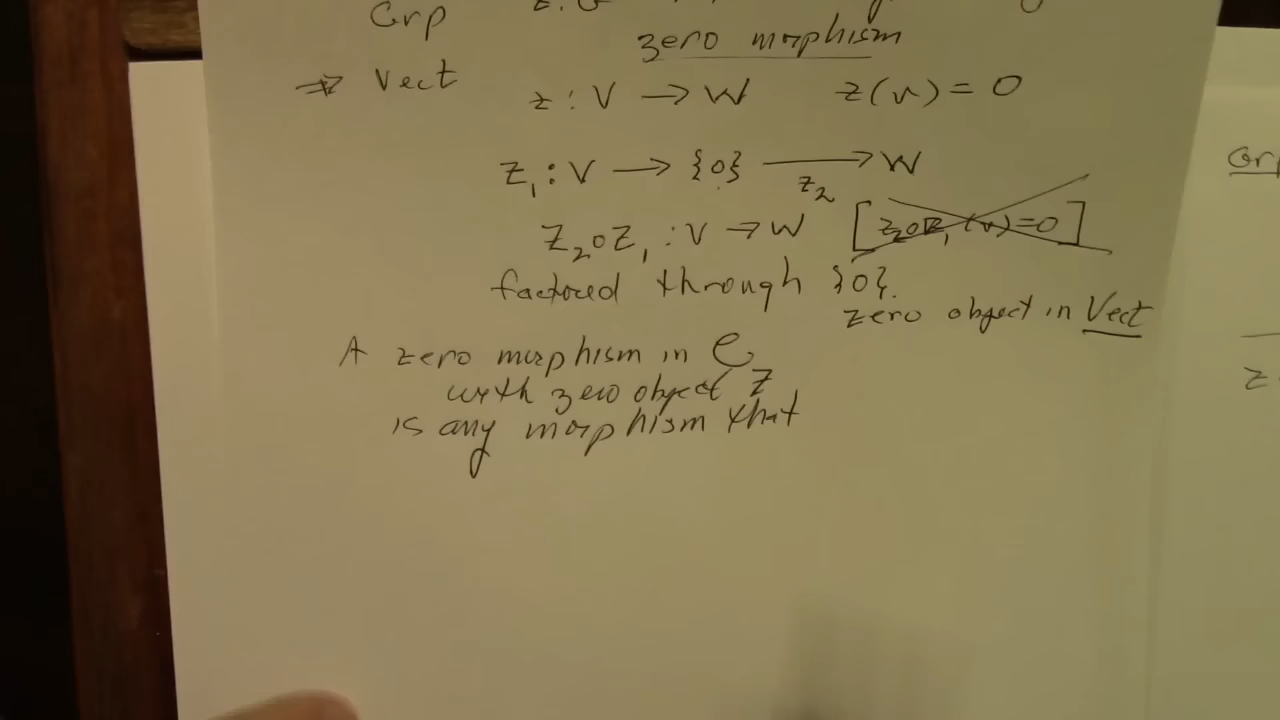 Grp z : G
zero morphism
⇒ Vect z : V → W z(v) = 0
Z₁ : V → {0} → W
Z₂
Z₂∘Z₁ : V → W [Z₂∘Z₁(v)=0]
factored through {0}.
zero object in Vect
A zero morphism in C
with zero object Z
is any morphism that
Grp
Z